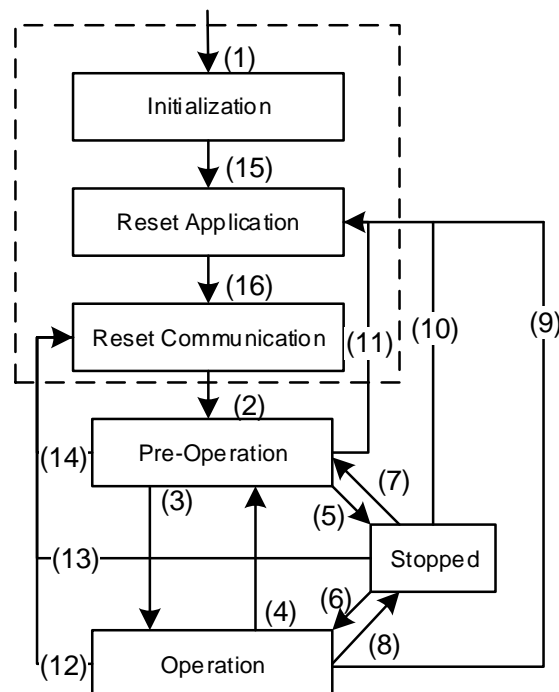 (1)
Initialization
(15)
Reset Application
(16)
(10)
(9)
Reset Communication
(11)
(2)
(14)
Pre-Operation
(7)
(3)
(5)
(13)
Stopped
(4)
(6)
(8)
(12)
Operation